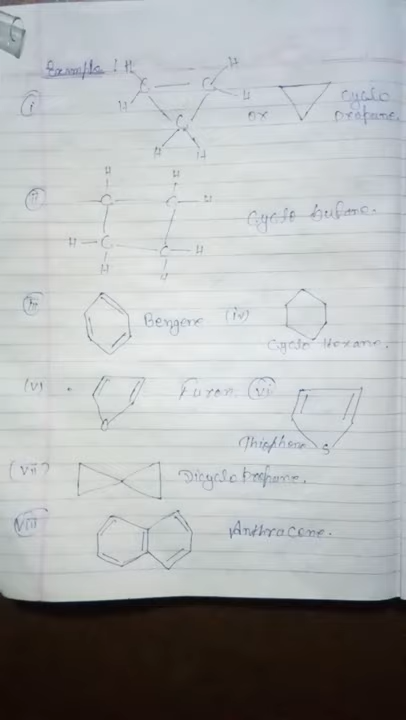 Example :
(i) H H
C C
H H
C or Cyclo
H H propane.
(ii) H H
C C H Cyclo butane.
H C C H
H H
(iii) Benzene (iv)
Cyclo Hexane.
(v) Furan. (vi)
O Thiophene S
(vii) Dicyclo propane.
(viii) Anthracene.